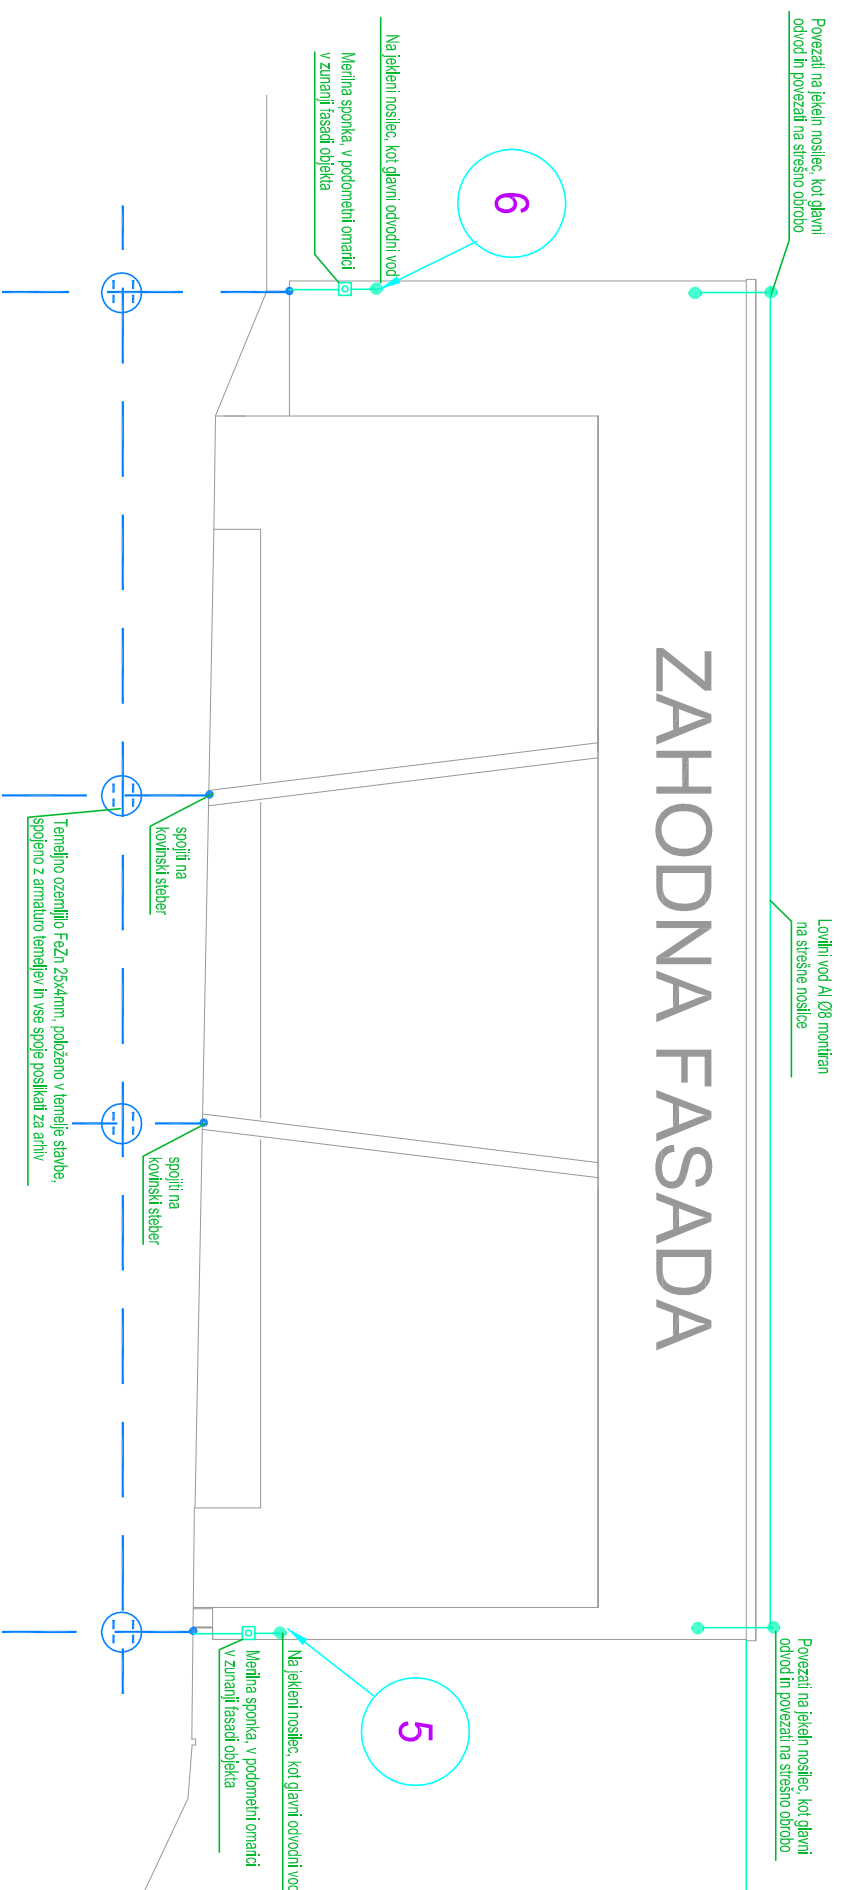 Povezati na jekeln nosilec, kot glavni
odvod in povezati na strešno obrobo
Na jekleni nosilec, kot glavni odvodni vod
Merilna sponka, v podometni omarici
v zunanji fasadi objekta
6
Lovilni vod Al Ø8 montiran
na strešne nosilce
ZAHODNA FASADA
spojiti na
kovinski steber
spojiti na
kovinski steber
Temeljno ozemljilo FeZn 25x4mm, položeno v temelje stavbe,
spojeno z armaturo temeljev in vse spoje poslikati za arhiv
Povezati na jekeln nosilec, kot glavni
odvod in povezati na strešno obrobo
5
Na jekleni nosilec, kot glavni odvodni vod
Merilna sponka, v podometni omarici
v zunanji fasadi objekta